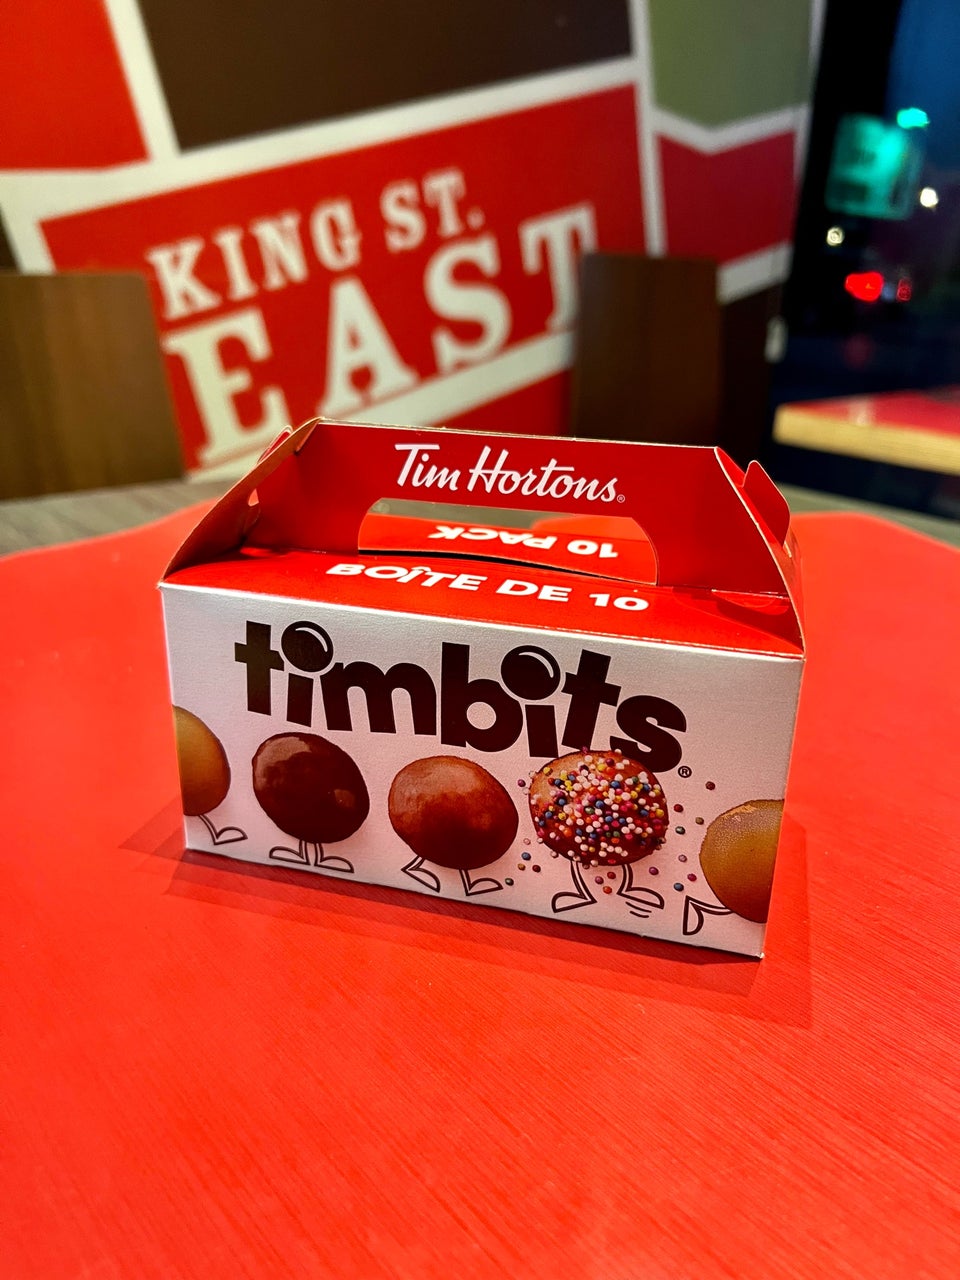 KING ST.
EAST
Tim Hortons®
10 PACK
BOÎTE DE 10
timbits®